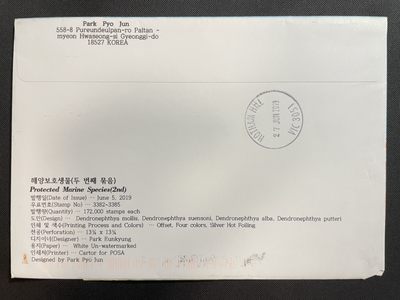 Park Pyo Jun
558-8 Pureundeulpan-ro Paltan -
myeon Hwaseong-si Gyeonggi-do
18527 KOREA
NOTTING HILL
27 JUN 2019
VIC 3051
해양보호생물(두 번째 묶음)
Protected Marine Species(2nd)
발행일(Date of Issue) ··· June 5, 2019
우표번호(Stamp No) ··· 3382-3385
발행량(Quantity) ··· 172,000 stamps each
도안(Design) ··· Dendronephthya mollis, Dendronephthya suensoni, Dendronephthya alba, Dendronephthya putteri
인쇄 및 색수(Printing Process and Colors) ··· Offset, Four colors, Silver Hot Foiling
천공(Perforation) ··· 13¼ x 13¼
디자이너(Designer) ··· Park Eunkyung
용지(Paper) ··· White Un-watermarked
인쇄처(Printer) ··· Cartor for POSA
Designed by Park Pyo Jun